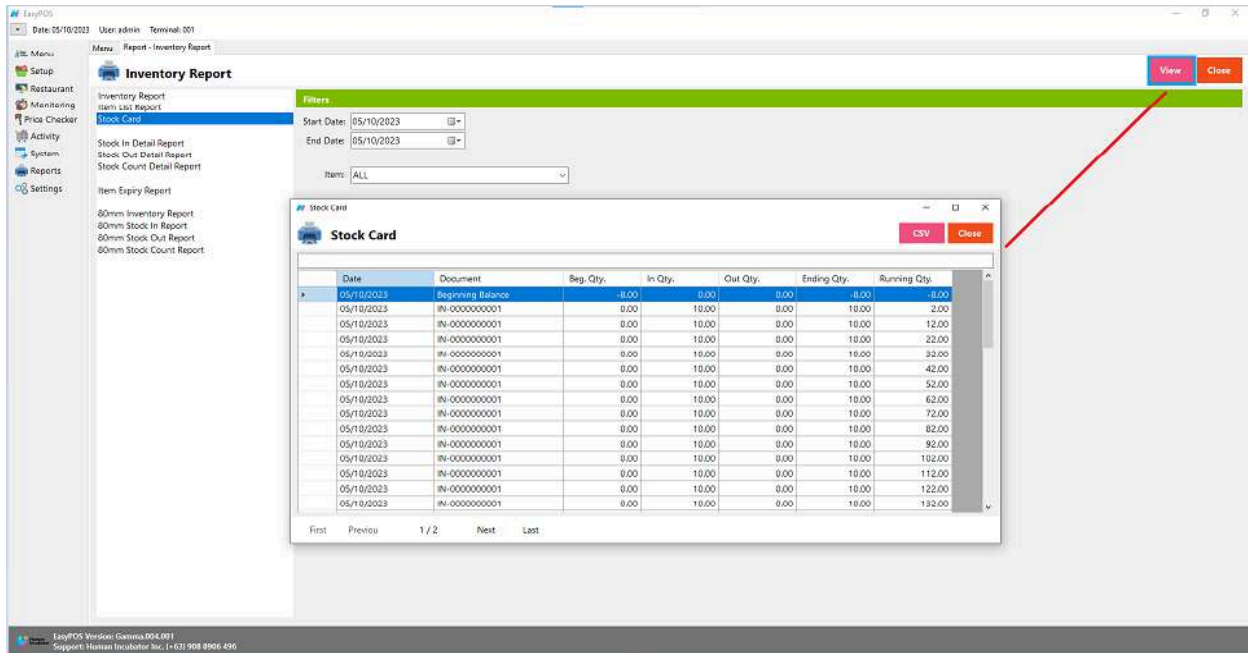 EasyPOS
Date: 05/10/2023 User: admin Terminal: 001
Menu
Setup
Restaurant
Monitoring
Price Checker
Activity
System
Reports
Settings
Menu Report - Inventory Report
Inventory Report
View Close
Inventory Report
Item List Report
Stock Card
Stock In Detail Report
Stock Out Detail Report
Stock Count Detail Report
Item Expiry Report
80mm Inventory Report
80mm Stock In Report
80mm Stock Out Report
80mm Stock Count Report
Filters
Start Date: 05/10/2023
End Date: 05/10/2023
Item: ALL
Stock Card
Stock Card
CSV Close
Date Document Beg. Qty. In Qty. Out Qty. Ending Qty. Running Qty.
05/10/2023 Beginning Balance -8.00 0.00 0.00 -8.00 -8.00
05/10/2023 IN-0000000001 0.00 10.00 0.00 10.00 2.00
05/10/2023 IN-0000000001 0.00 10.00 0.00 10.00 12.00
05/10/2023 IN-0000000001 0.00 10.00 0.00 10.00 22.00
05/10/2023 IN-0000000001 0.00 10.00 0.00 10.00 32.00
05/10/2023 IN-0000000001 0.00 10.00 0.00 10.00 42.00
05/10/2023 IN-0000000001 0.00 10.00 0.00 10.00 52.00
05/10/2023 IN-0000000001 0.00 10.00 0.00 10.00 62.00
05/10/2023 IN-0000000001 0.00 10.00 0.00 10.00 72.00
05/10/2023 IN-0000000001 0.00 10.00 0.00 10.00 82.00
05/10/2023 IN-0000000001 0.00 10.00 0.00 10.00 92.00
05/10/2023 IN-0000000001 0.00 10.00 0.00 10.00 102.00
05/10/2023 IN-0000000001 0.00 10.00 0.00 10.00 112.00
05/10/2023 IN-0000000001 0.00 10.00 0.00 10.00 122.00
05/10/2023 IN-0000000001 0.00 10.00 0.00 10.00 132.00
First Previou 1 / 2 Next Last
EasyPOS Version: Gamma.004.001
Support: Human Incubator Inc. (+63) 908 8906 496